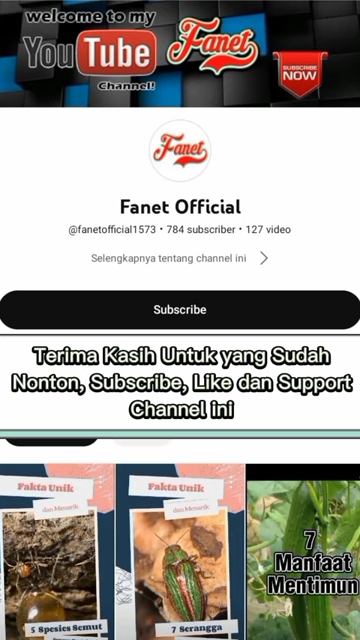 welcome to my
YouTube
Channel!
Fanet
SUBSCRIBE
NOW
Fanet
Fanet Official
@fanetofficial1573 • 784 subscriber • 127 video
Selengkapnya tentang channel ini
Subscribe
Terima Kasih Untuk yang Sudah
Nonton, Subscribe, Like dan Support
Channel ini
Fakta Unik
dan Menarik
5 Spesies Semut
Fakta Unik
dan Menarik
7 Serangga
7
Manfaat
Mentimun